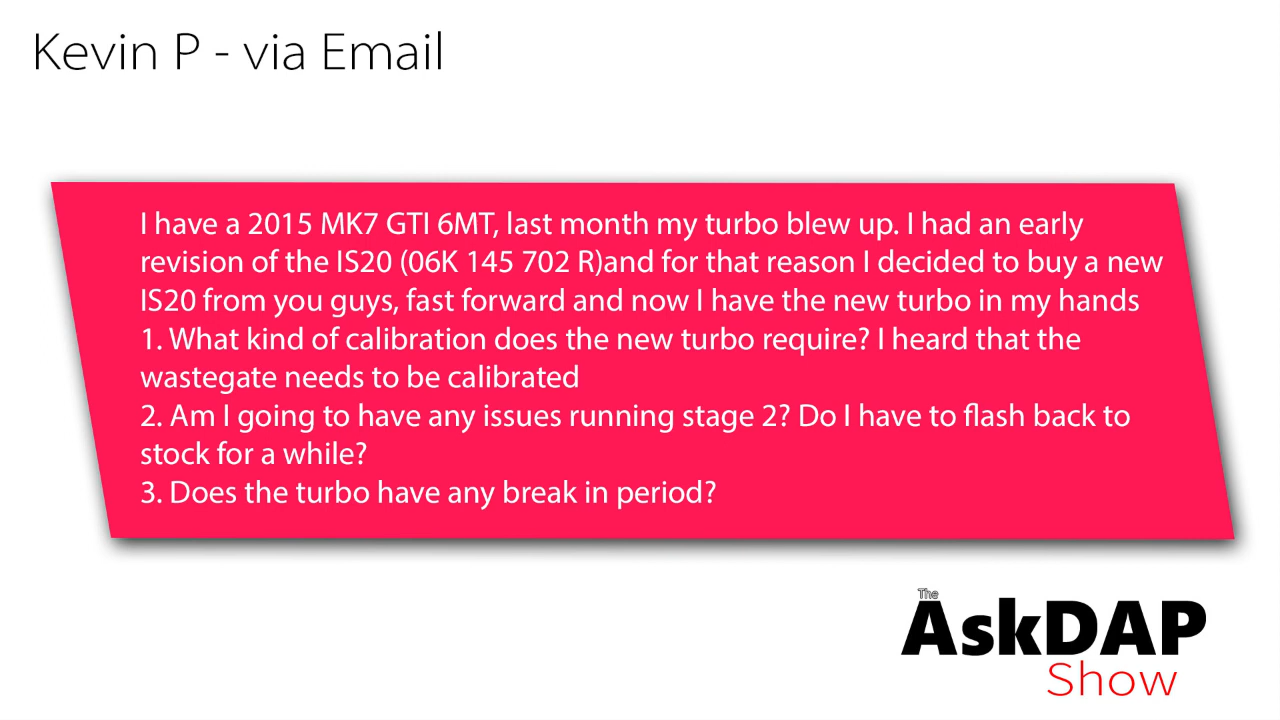 Kevin P - via Email
I have a 2015 MK7 GTI 6MT, last month my turbo blew up. I had an early
revision of the IS20 (06K 145 702 R)and for that reason I decided to buy a new
IS20 from you guys, fast forward and now I have the new turbo in my hands
1. What kind of calibration does the new turbo require? I heard that the
wastegate needs to be calibrated
2. Am I going to have any issues running stage 2? Do I have to flash back to
stock for a while?
3. Does the turbo have any break in period?
The
AskDAP
Show